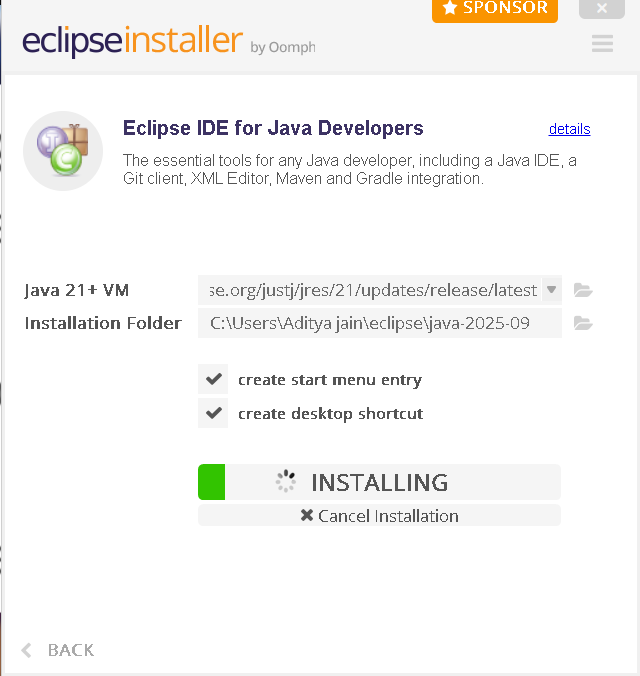 SPONSOR
eclipseinstaller by Oomph
Eclipse IDE for Java Developers
details
The essential tools for any Java developer, including a Java IDE, a
Git client, XML Editor, Maven and Gradle integration.
Java 21+ VM
se.org/justj/jres/21/updates/release/latest
Installation Folder
C:\Users\Aditya jain\eclipse\java-2025-09
create start menu entry
create desktop shortcut
INSTALLING
Cancel Installation
BACK